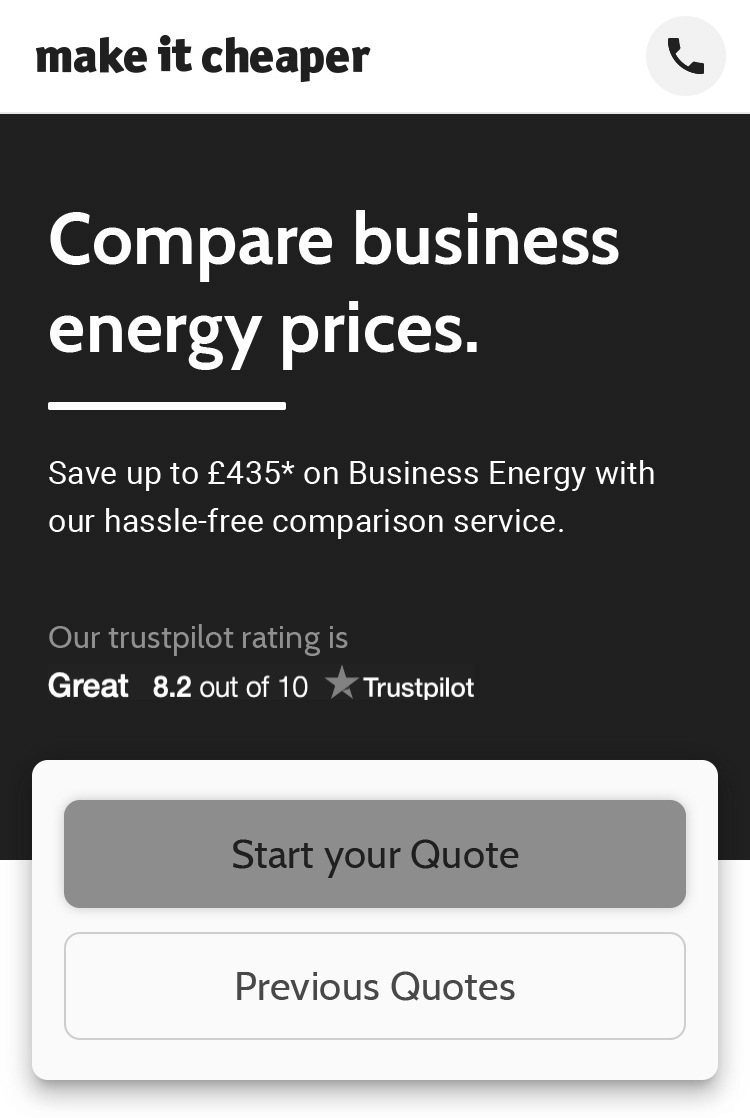 make it cheaper
Compare business
energy prices.
Save up to £435* on Business Energy with
our hassle-free comparison service.
Our trustpilot rating is
Great 8.2 out of 10 Trustpilot
Start your Quote
Previous Quotes